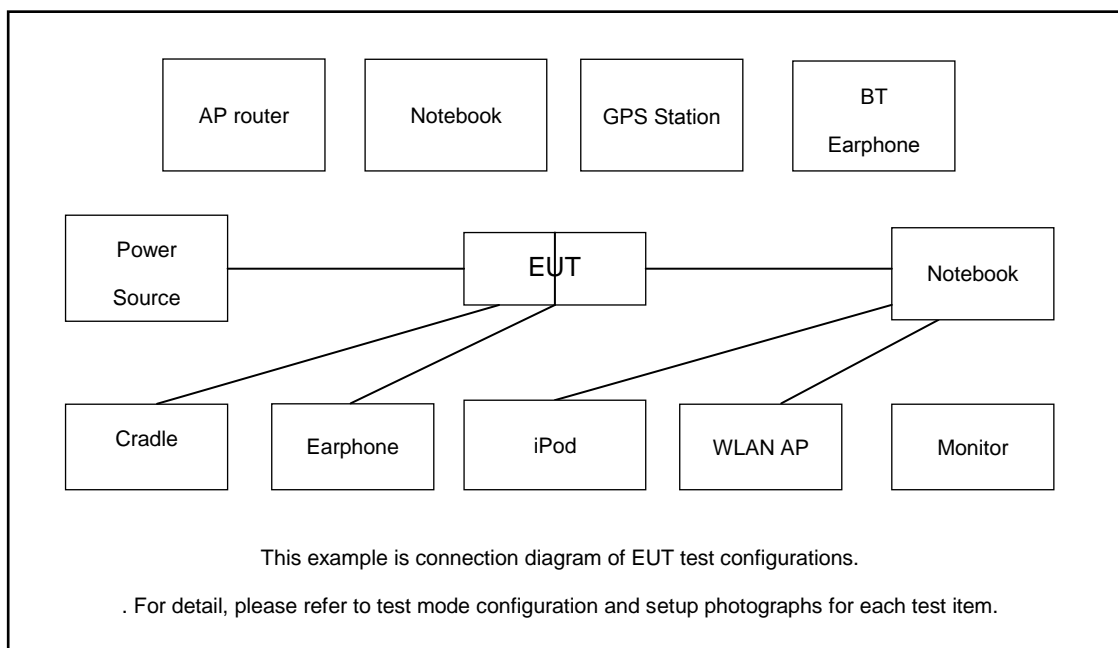 AP router
Notebook
GPS Station
BT
Earphone
Power
Source
EUT
Notebook
Cradle
Earphone
iPod
WLAN AP
Monitor
This example is connection diagram of EUT test configurations.
. For detail, please refer to test mode configuration and setup photographs for each test item.